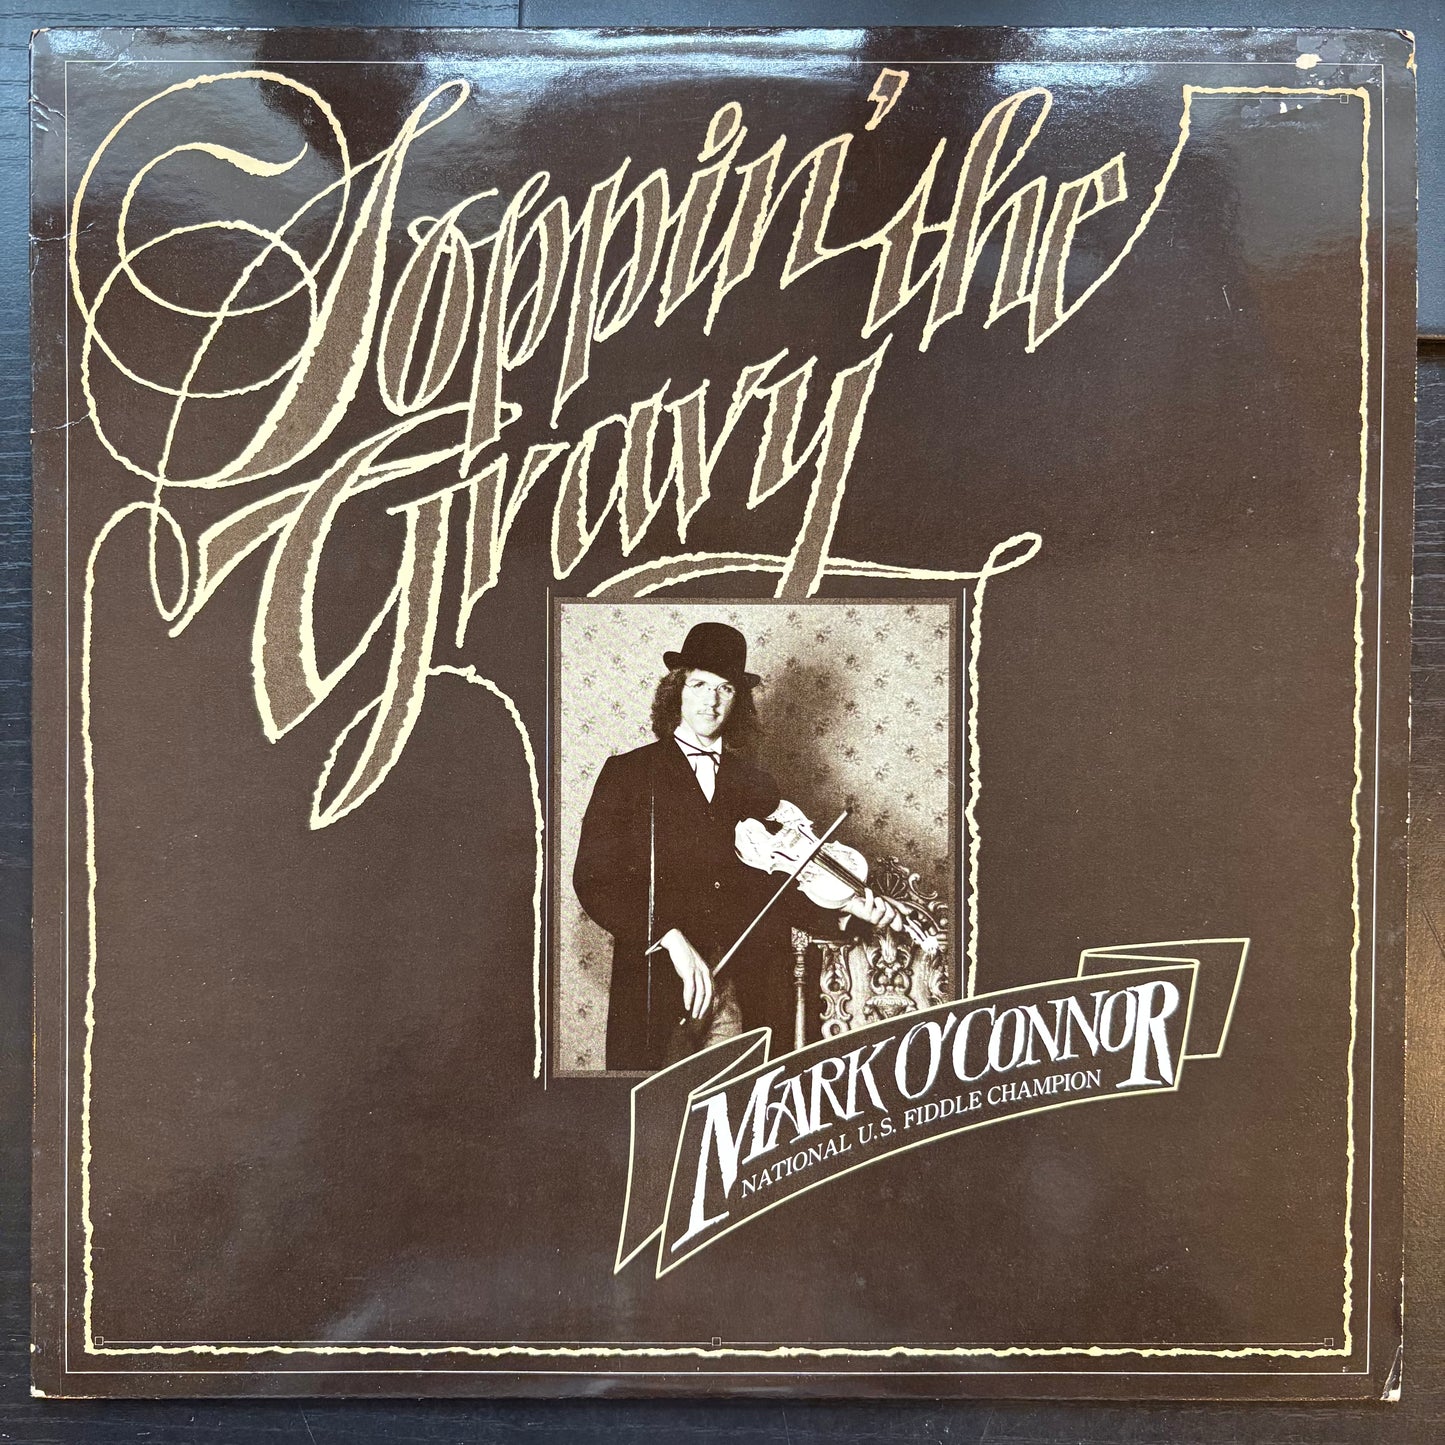 Soppin' the
Gravy
MARK O'CONNOR
NATIONAL U.S. FIDDLE CHAMPION